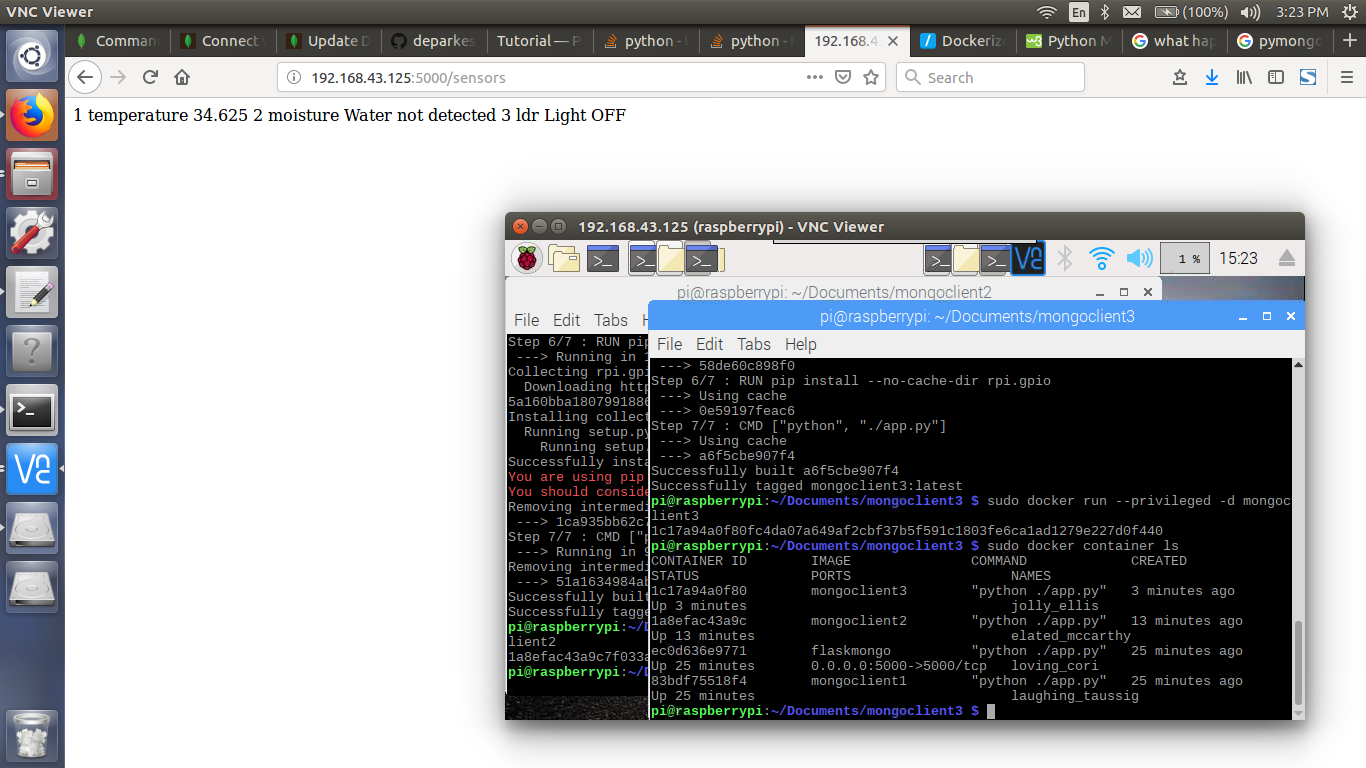 VNC Viewer
En
(100%)
3:23 PM
Comman
Connect
Update D
deparkes
Tutorial — P
python - 
python - 
192.168.4
Dockerize
Python M
what hap
pymongo
192.168.43.125:5000/sensors
Search
1 temperature 34.625 2 moisture Water not detected 3 ldr Light OFF
192.168.43.125 (raspberrypi) - VNC Viewer
1 %
15:23
pi@raspberrypi: ~/Documents/mongoclient2
File Edit Tabs
Step 6/7 : RUN pip
---> Running in
Collecting rpi.gpi
Downloading http
5a160bba1807991886
Installing collect
Running setup.py
Running setup.
Successfully insta
You are using pip
You should conside
Removing intermedi
---> 1ca935bb62c7
Step 7/7 : CMD ["p
---> Running in
Removing intermedi
---> 51a1634984ab
Successfully built
Successfully tagge
pi@raspberrypi:~/D
lient2
1a8efac43a9c7f033a
pi@raspberrypi:~/D
pi@raspberrypi: ~/Documents/mongoclient3
File Edit Tabs Help
---> 58de60c898f0
Step 6/7 : RUN pip install --no-cache-dir rpi.gpio
---> Using cache
---> 0e59197feac6
Step 7/7 : CMD ["python", "./app.py"]
---> Using cache
---> a6f5cbe907f4
Successfully built a6f5cbe907f4
Successfully tagged mongoclient3:latest
pi@raspberrypi:~/Documents/mongoclient3 $ sudo docker run --privileged -d mongoc
lient3
1c17a94a0f80fc4da07a649af2cbf37b5f591c1803fe6ca1ad1279e227d0f440
pi@raspberrypi:~/Documents/mongoclient3 $ sudo docker container ls
CONTAINER ID IMAGE COMMAND CREATED
STATUS PORTS NAMES
1c17a94a0f80 mongoclient3 "python ./app.py" 3 minutes ago
Up 3 minutes jolly_ellis
1a8efac43a9c mongoclient2 "python ./app.py" 13 minutes ago
Up 13 minutes elated_mccarthy
ec0d636e9771 flaskmongo "python ./app.py" 25 minutes ago
Up 25 minutes 0.0.0.0:5000->5000/tcp loving_cori
83bdf75518f4 mongoclient1 "python ./app.py" 25 minutes ago
Up 25 minutes laughing_taussig
pi@raspberrypi:~/Documents/mongoclient3 $